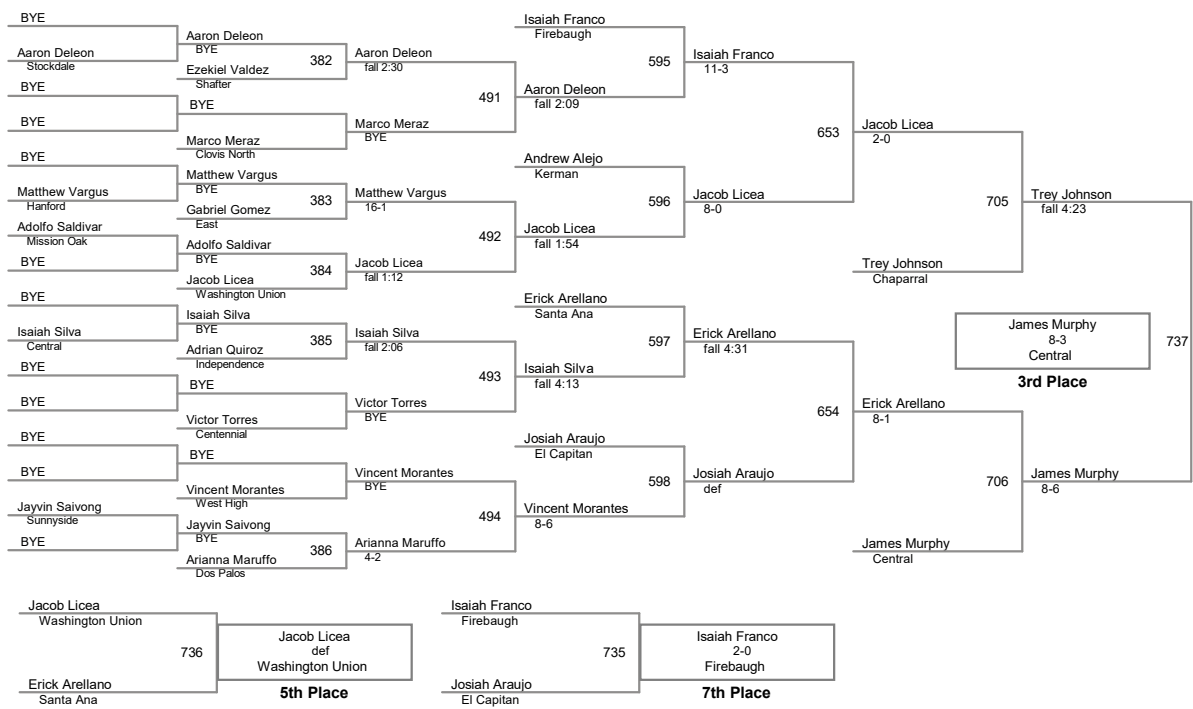 BYE
Aaron Deleon
Stockdale
BYE
BYE
BYE
Matthew Vargus
Hanford
Adolfo Saldivar
Mission Oak
BYE
BYE
Isaiah Silva
Central
BYE
BYE
BYE
BYE
Jayvin Saivong
Sunnyside
BYE
Aaron Deleon
BYE
382
Ezekiel Valdez
Shafter
BYE
Marco Meraz
Clovis North
Matthew Vargus
BYE
383
Gabriel Gomez
East
Adolfo Saldivar
BYE
384
Jacob Licea
Washington Union
Isaiah Silva
BYE
385
Adrian Quiroz
Independence
BYE
Victor Torres
Centennial
BYE
Vincent Morantes
West High
Jayvin Saivong
BYE
386
Arianna Maruffo
Dos Palos
Aaron Deleon
fall 2:30
491
Marco Meraz
BYE
Matthew Vargus
16-1
492
Jacob Licea
fall 1:12
Isaiah Silva
fall 2:06
493
Victor Torres
BYE
Vincent Morantes
BYE
494
Arianna Maruffo
4-2
Isaiah Franco
Firebaugh
595
Aaron Deleon
fall 2:09
Andrew Alejo
Kerman
596
Jacob Licea
fall 1:54
Erick Arellano
Santa Ana
597
Isaiah Silva
fall 4:13
Josiah Araujo
El Capitan
598
Vincent Morantes
8-6
Isaiah Franco
11-3
653
Jacob Licea
8-0
Erick Arellano
fall 4:31
654
Josiah Araujo
def
Jacob Licea
2-0
705
Trey Johnson
Chaparral
Erick Arellano
8-1
706
James Murphy
Central
Trey Johnson
fall 4:23
737
James Murphy
8-6
James Murphy
8-3
Central
3rd Place
Jacob Licea
Washington Union
736
Erick Arellano
Santa Ana
Jacob Licea
def
Washington Union
5th Place
Isaiah Franco
Firebaugh
735
Josiah Araujo
El Capitan
Isaiah Franco
2-0
Firebaugh
7th Place